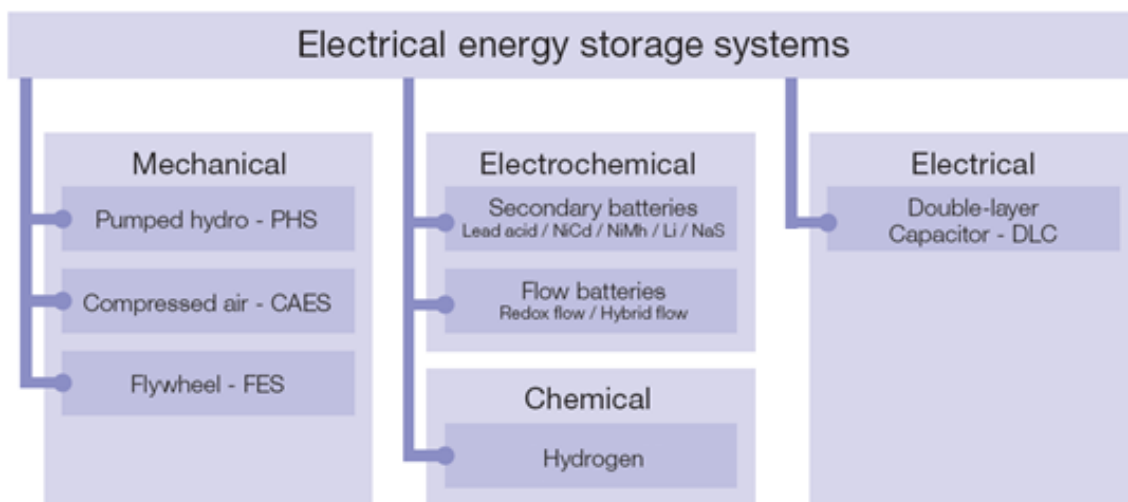 Electrical energy storage systems
Mechanical
Pumped hydro - PHS
Compressed air - CAES
Flywheel - FES
Electrochemical
Secondary batteries
Lead acid / NiCd / NiMh / Li / NaS
Flow batteries
Redox flow / Hybrid flow
Chemical
Hydrogen
Electrical
Double-layer
Capacitor - DLC